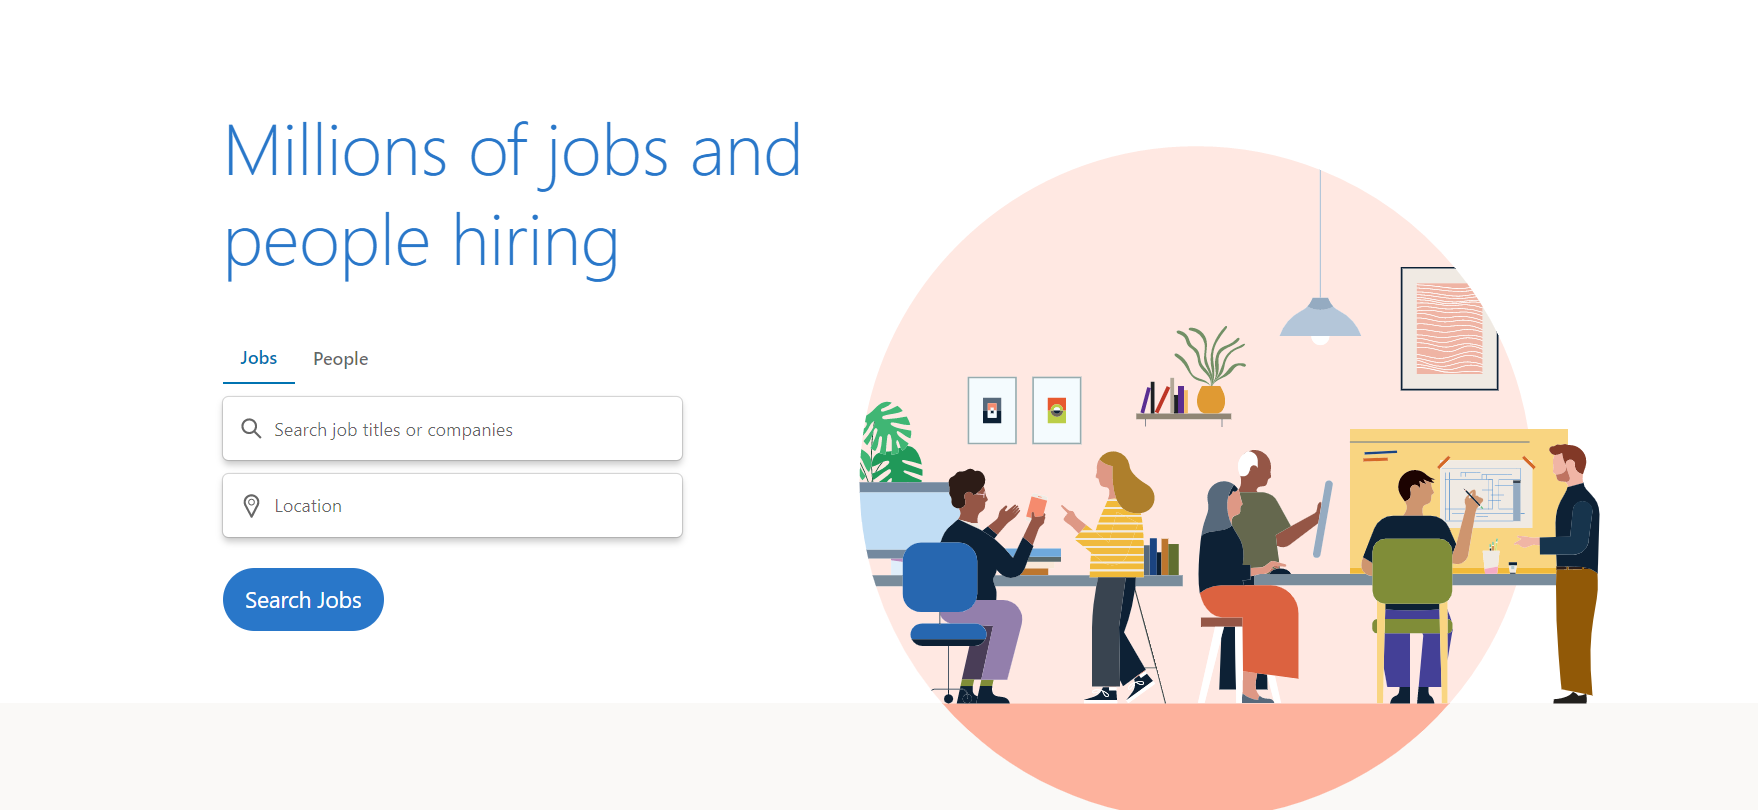 Millions of jobs and
people hiring
Jobs People
Search job titles or companies
Location
Search Jobs